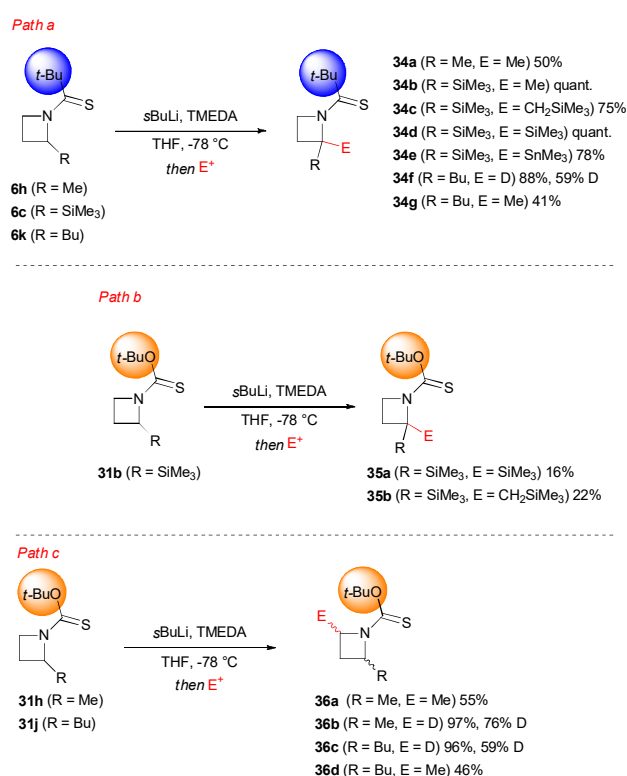 Path a
t-Bu
N
S
R
6h (R = Me)
6c (R = SiMe3)
6k (R = Bu)
sBuLi, TMEDA
THF, -78 °C
then E+
t-Bu
N
S
E
R
34a (R = Me, E = Me) 50%
34b (R = SiMe3, E = Me) quant.
34c (R = SiMe3, E = CH2SiMe3) 75%
34d (R = SiMe3, E = SiMe3) quant.
34e (R = SiMe3, E = SnMe3) 78%
34f (R = Bu, E = D) 88%, 59% D
34g (R = Bu, E = Me) 41%
Path b
t-BuO
N
S
R
31b (R = SiMe3)
sBuLi, TMEDA
THF, -78 °C
then E+
t-BuO
N
S
E
R
35a (R = SiMe3, E = SiMe3) 16%
35b (R = SiMe3, E = CH2SiMe3) 22%
Path c
t-BuO
N
S
R
31h (R = Me)
31j (R = Bu)
sBuLi, TMEDA
THF, -78 °C
then E+
t-BuO
E
N
S
R
36a (R = Me, E = Me) 55%
36b (R = Me, E = D) 97%, 76% D
36c (R = Bu, E = D) 96%, 59% D
36d (R = Bu, E = Me) 46%